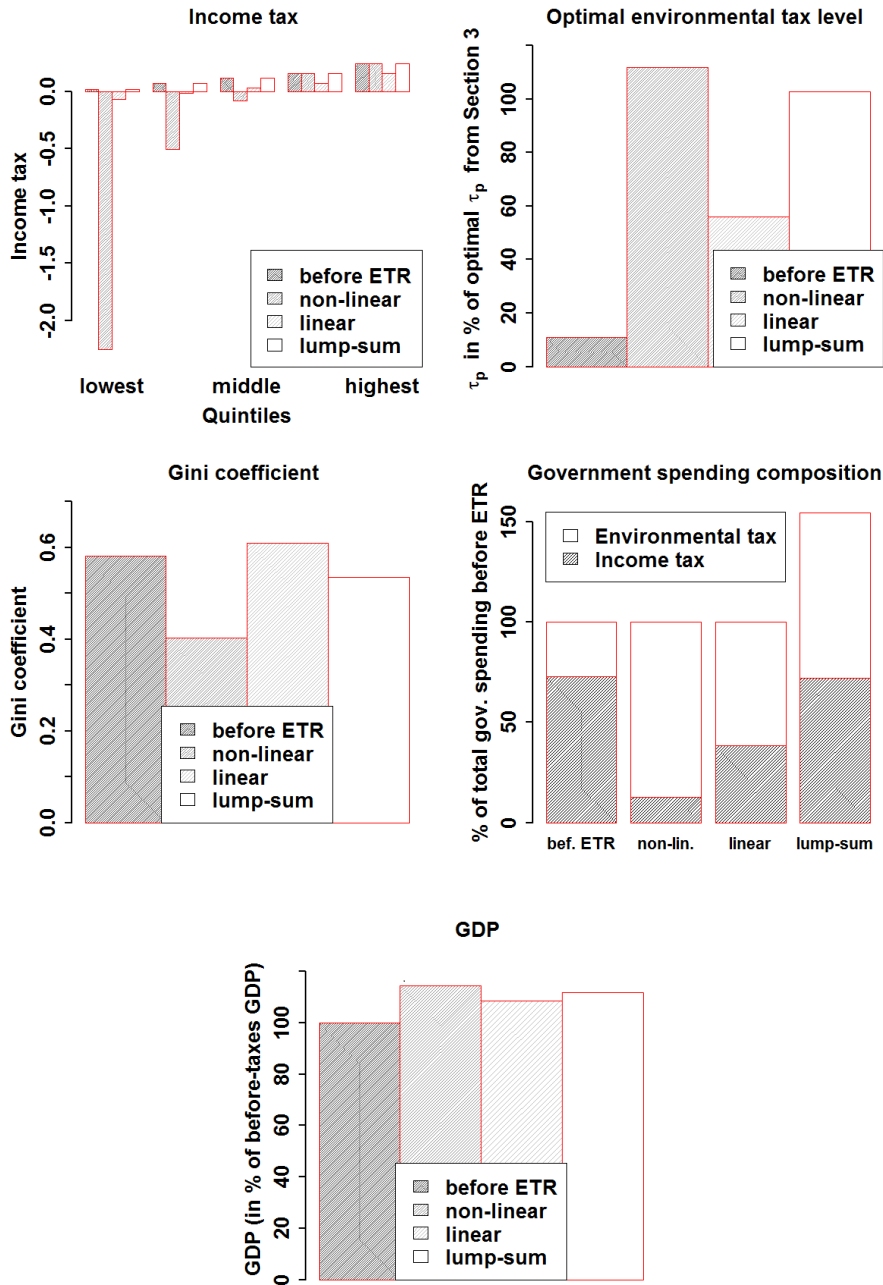 Income tax
Income tax
0.0
-0.5
-1.0
-1.5
-2.0
before ETR
non-linear
linear
lump-sum
lowest
middle
highest
Quintiles
Optimal environmental tax level
τp in % of optimal τp from Section 3
100
80
60
40
20
0
before ETR
non-linear
linear
lump-sum
Gini coefficient
Gini coefficient
0.6
0.4
0.2
0.0
before ETR
non-linear
linear
lump-sum
Government spending composition
% of total gov. spending before ETR
150
100
50
0
Environmental tax
Income tax
bef. ETR
non-lin.
linear
lump-sum
GDP
GDP (in % of before-taxes GDP)
100
80
60
40
20
0
before ETR
non-linear
linear
lump-sum